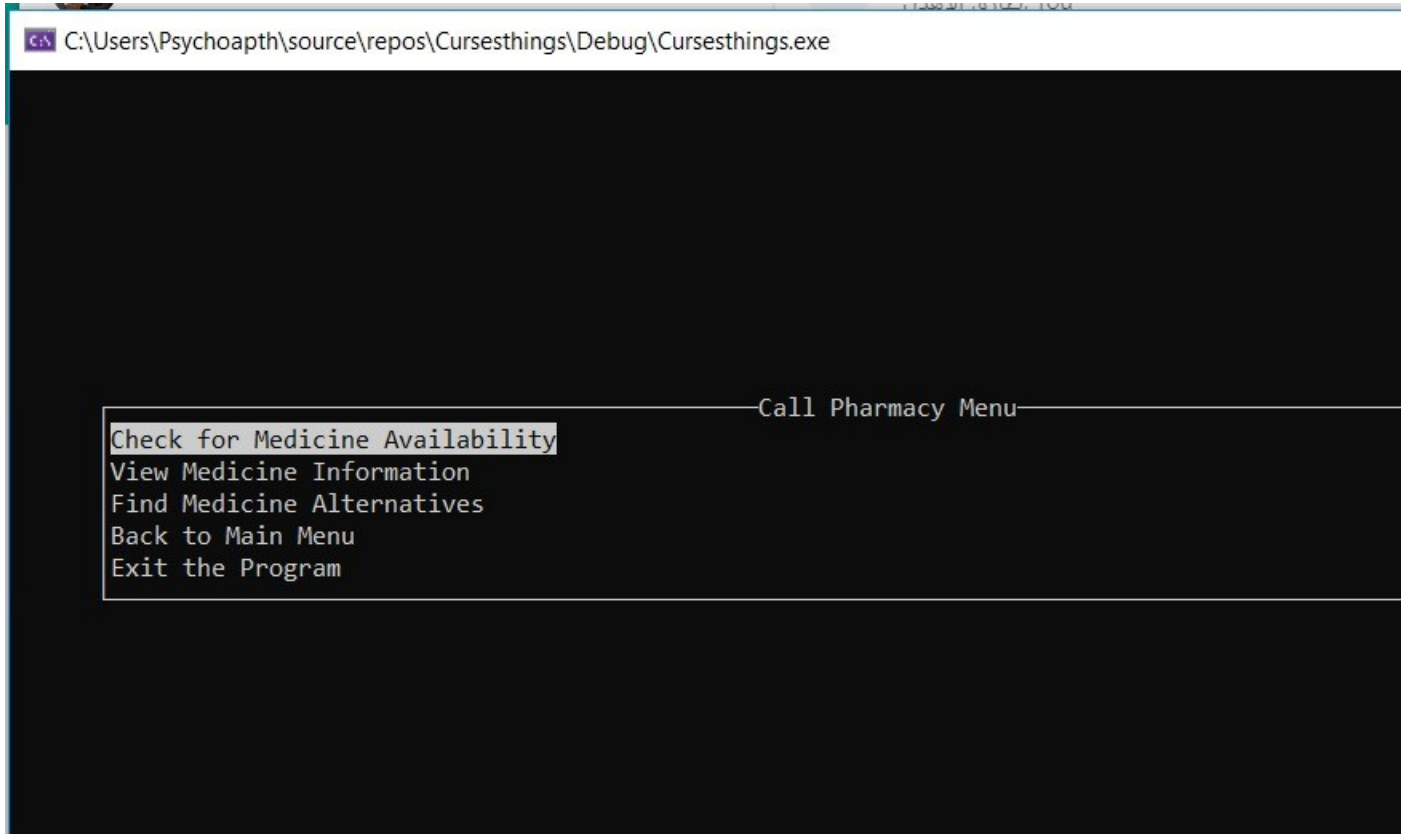 C:\Users\Psychoapth\source\repos\Cursesthings\Debug\Cursesthings.exe
Call Pharmacy Menu
Check for Medicine Availability
View Medicine Information
Find Medicine Alternatives
Back to Main Menu
Exit the Program